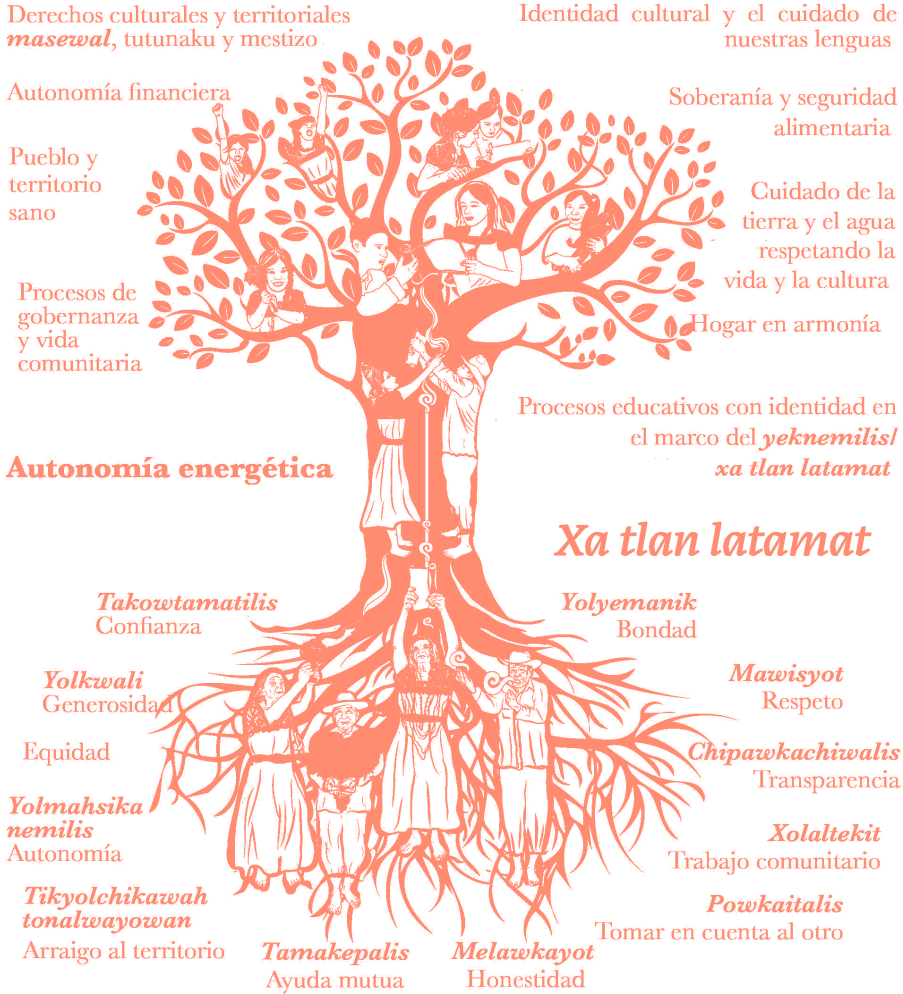 Derechos culturales y territoriales
masewal, tutunaku y mestizo
Identidad cultural y el cuidado de
nuestras lenguas
Autonomía financiera
Soberanía y seguridad
alimentaria
Pueblo y
territorio
sano
Cuidado de la
tierra y el agua
respetando la
vida y la cultura
Procesos de
gobernanza
y vida
comunitaria
Hogar en armonía
Procesos educativos con identidad en
el marco del yeknemilis/
xa tlan latamat
Autonomía energética
Xa tlan latamat
Takowtamatilis
Confianza
Yolyemanik
Bondad
Yolkwali
Generosidad
Mawisyot
Respeto
Equidad
Chipawkachiwalis
Transparencia
Yolmahsika
nemilis
Autonomía
Xolaltekit
Trabajo comunitario
Tikyolchikawah
tonalwayowan
Arraigo al territorio
Powkaitalis
Tomar en cuenta al otro
Tamakepalis
Ayuda mutua
Melawkayot
Honestidad